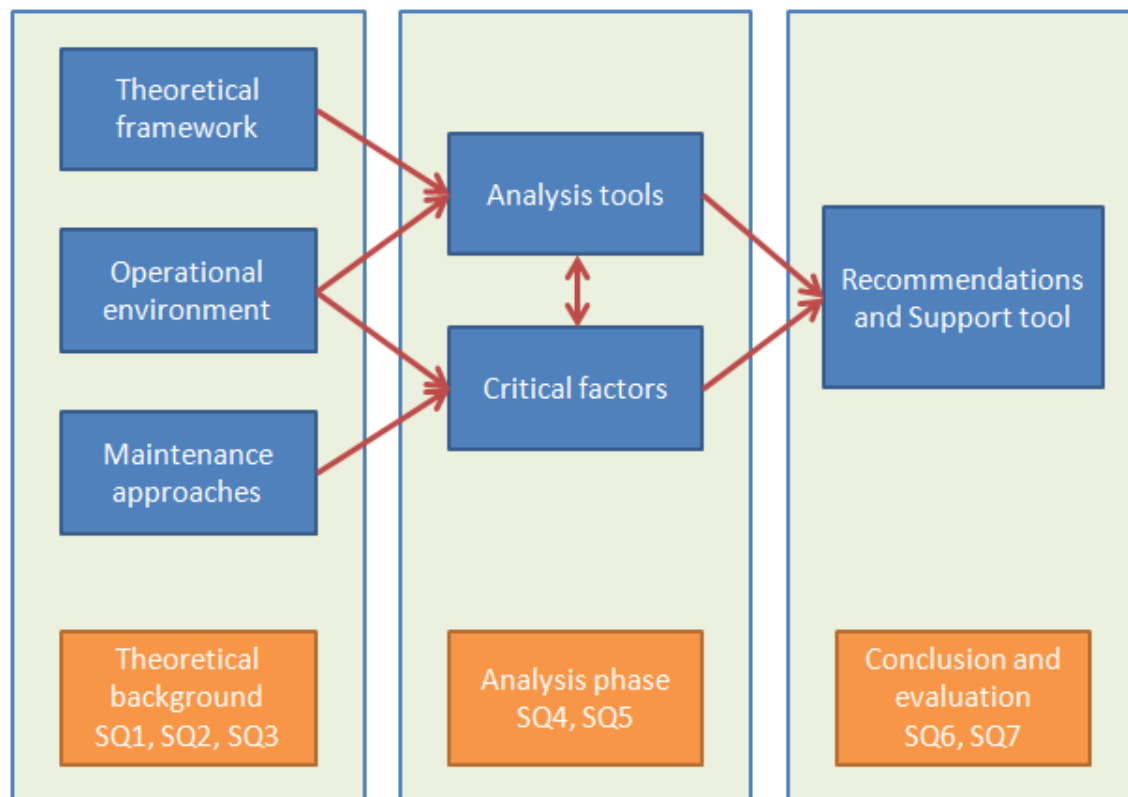 Theoretical
framework
Operational
environment
Maintenance
approaches
Theoretical
background
SQ1, SQ2, SQ3
Analysis tools
Critical factors
Analysis phase
SQ4, SQ5
Recommendations
and Support tool
Conclusion and
evaluation
SQ6, SQ7